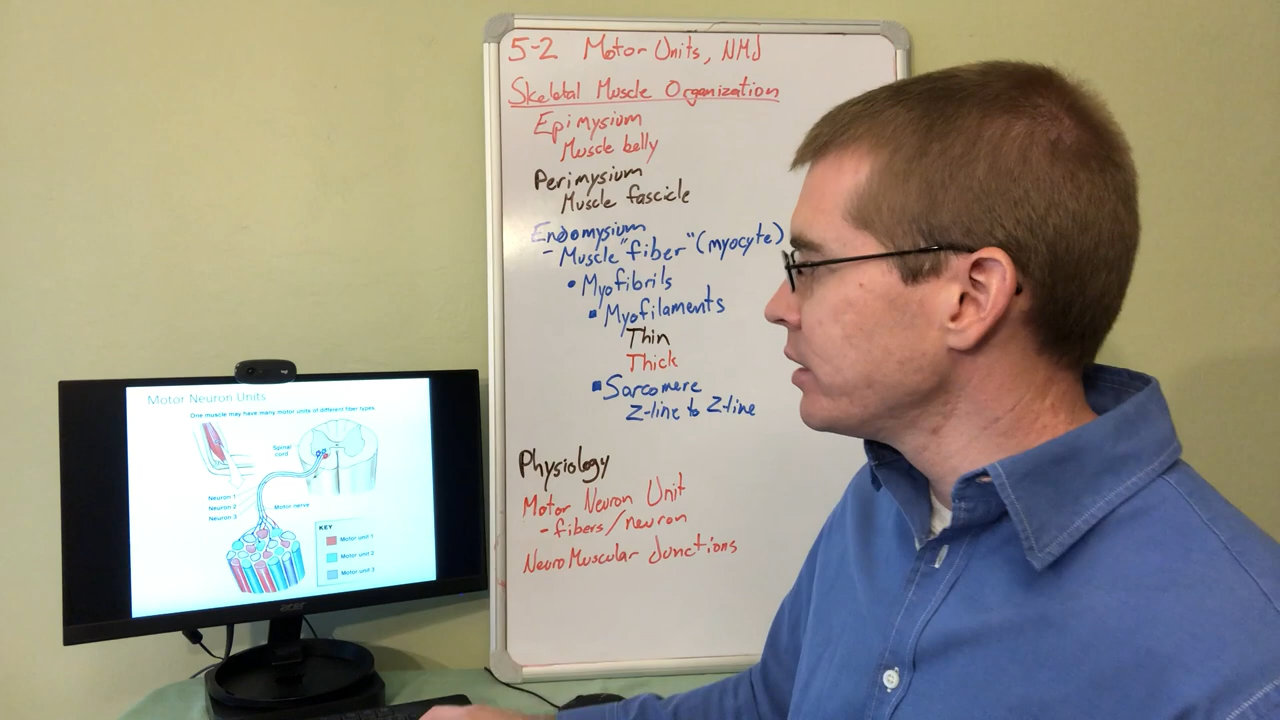 5-2 Motor Units, NMJ
Skeletal Muscle Organization
Epimysium
Muscle belly
Perimysium
Muscle fascicle
Endomysium
- Muscle "fiber" (myocyte)
• Myofibrils
▪ Myofilaments
Thin
Thick
▪ Sarcomere
Z-line to Z-line
Physiology
Motor Neuron Unit
- fibers/neuron
NeuroMuscular Junctions
Motor Neuron Units
One muscle may have many motor units of different fiber types
Spinal
cord
Neuron 1
Neuron 2
Neuron 3
Motor nerve
KEY
Motor unit 1
Motor unit 2
Motor unit 3
acer